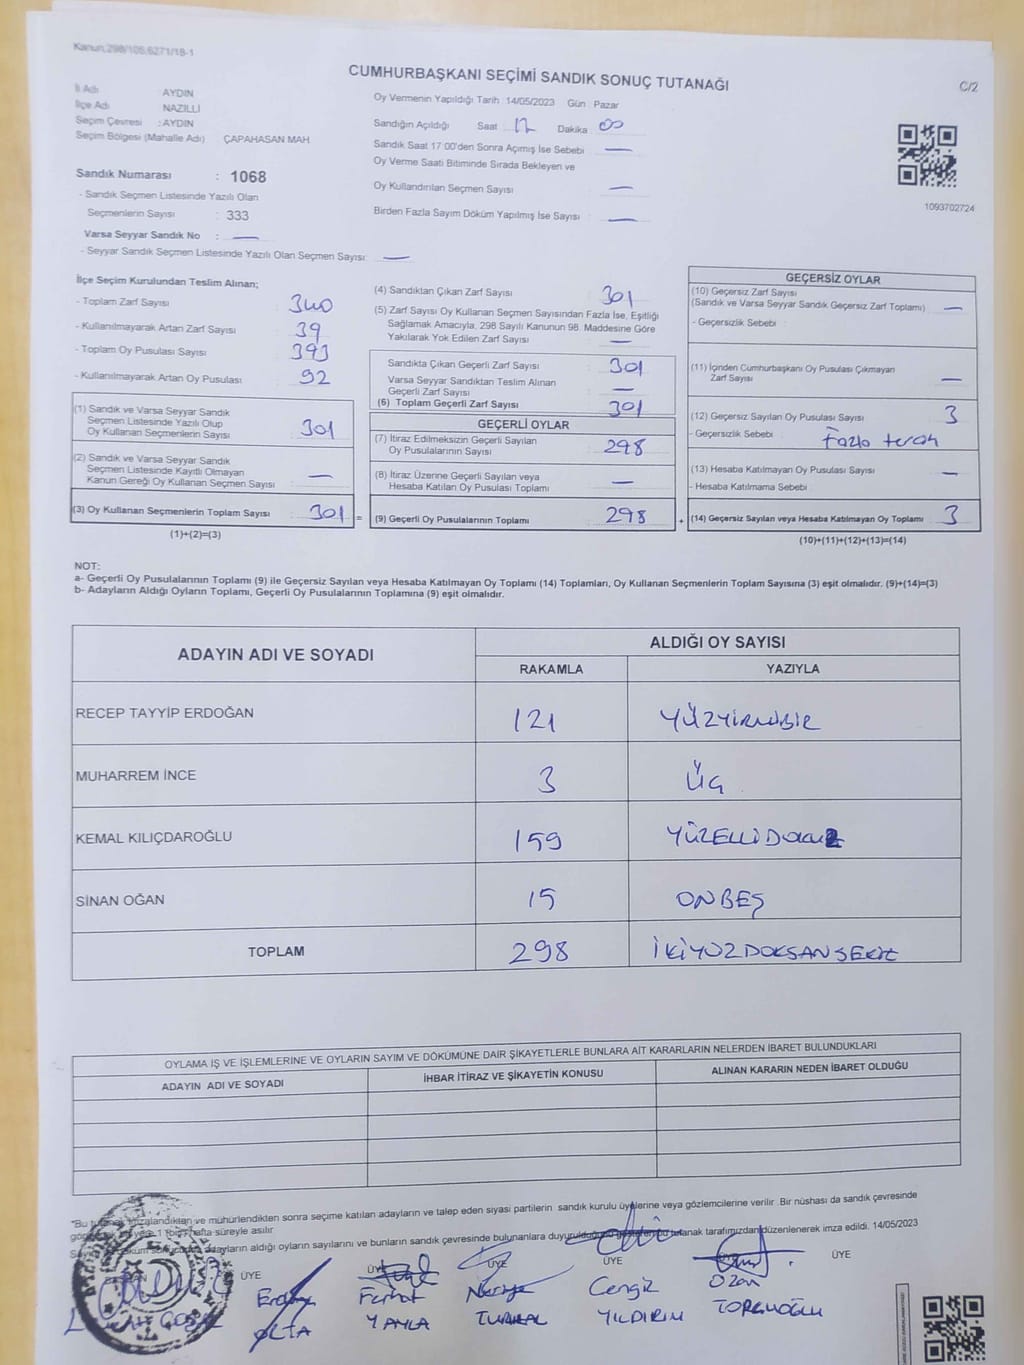 Kanun,298/105,6271/18-1
CUMHURBAŞKANI SEÇİMİ SANDIK SONUÇ TUTANAĞI
C/2
İl Adı : AYDIN
İlçe Adı NAZİLLİ
Seçim Çevresi : AYDIN
Seçim Bölgesi (Mahalle Adı) ÇAPAHASAN MAH
Sandık Numarası : 1068
- Sandık Seçmen Listesinde Yazılı Olan
Seçmenlerin Sayısı : 333
Varsa Seyyar Sandık No : —
- Seyyar Sandık Seçmen Listesinde Yazılı Olan Seçmen Sayısı: —
Oy Vermenin Yapıldığı Tarih : 14/05/2023 Gün : Pazar
Sandığın Açıldığı Saat Dakika 00
Sandık Saat 17:00'den Sonra Açımış İse Sebebi —
Oy Verme Saati Bitiminde Sırada Bekleyen ve
Oy Kullandırılan Seçmen Sayısı —
Birden Fazla Sayım Döküm Yapılmış İse Sayısı : —
1093702724
İlçe Seçim Kurulundan Teslim Alınan;
- Toplam Zarf Sayısı : 340
- Kullanılmayarak Artan Zarf Sayısı : 39
- Toplam Oy Pusulası Sayısı : 393
- Kullanılmayarak Artan Oy Pusulası : 92
(1) Sandık ve Varsa Seyyar Sandık
Seçmen Listesinde Yazılı Olup
Oy Kullanan Seçmenlerin Sayısı : 301
(2) Sandık ve Varsa Seyyar Sandık
Seçmen Listesinde Kayıtlı Olmayan
Kanun Gereği Oy Kullanan Seçmen Sayısı : —
(3) Oy Kullanan Seçmenlerin Toplam Sayısı : 301 =
(1)+(2)=(3)
(4) Sandıktan Çıkan Zarf Sayısı : 301
(5) Zarf Sayısı Oy Kullanan Seçmen Sayısından Fazla İse, Eşitliği
Sağlamak Amacıyla, 298 Sayılı Kanunun 98. Maddesine Göre
Yakılarak Yok Edilen Zarf Sayısı : —
Sandıkta Çıkan Geçerli Zarf Sayısı : 301
Varsa Seyyar Sandıktan Teslim Alınan
Geçerli Zarf Sayısı : —
(6) Toplam Geçerli Zarf Sayısı : 301
GEÇERLİ OYLAR
(7) İtiraz Edilmeksizin Geçerli Sayılan
Oy Pusulalarının Sayısı : 298
(8) İtiraz Üzerine Geçerli Sayılan veya
Hesaba Katılan Oy Pusulası Toplamı : —
(9) Geçerli Oy Pusulalarının Toplamı : 298 +
GEÇERSİZ OYLAR
(10) Geçersiz Zarf Sayısı
(Sandık ve Varsa Seyyar Sandık Geçersiz Zarf Toplamı) : —
- Geçersizlik Sebebi :
(11) İçinden Cumhurbaşkanı Oy Pusulası Çıkmayan
Zarf Sayısı : —
(12) Geçersiz Sayılan Oy Pusulası Sayısı : 3
- Geçersizlik Sebebi : Fazla tercih
(13) Hesaba Katılmayan Oy Pusulası Sayısı : —
- Hesaba Katılmama Sebebi
(14) Geçersiz Sayılan veya Hesaba Katılmayan Oy Toplamı : 3
(10)+(11)+(12)+(13)=(14)
NOT:
a- Geçerli Oy Pusulalarının Toplamı (9) ile Geçersiz Sayılan veya Hesaba Katılmayan Oy Toplamı (14) Toplamları, Oy Kullanan Seçmenlerin Toplam Sayısına (3) eşit olmalıdır. (9)+(14)=(3)
b- Adayların Aldığı Oyların Toplamı, Geçerli Oy Pusulalarının Toplamına (9) eşit olmalıdır.
ADAYIN ADI VE SOYADI ALDIĞI OY SAYISI
RAKAMLA YAZIYLA
RECEP TAYYİP ERDOĞAN 121 YÜZYİRMİBİR
MUHARREM İNCE 3 Üç
KEMAL KILIÇDAROĞLU 159 YÜZELLİDOKUZ
SİNAN OĞAN 15 ONBEŞ
TOPLAM 298 İKİYÜZDOKSANSEKİZ
OYLAMA İŞ VE İŞLEMLERİNE VE OYLARIN SAYIM VE DÖKÜMÜNE DAİR ŞİKAYETLERLE BUNLARA AİT KARARLARIN NELERDEN İBARET BULUNDUKLARI
ADAYIN ADI VE SOYADI İHBAR İTİRAZ VE ŞİKAYETİN KONUSU ALINAN KARARIN NEDEN İBARET OLDUĞU
*Bu tutanak imzalandıktan ve mühürlendikten sonra seçime katılan adayların ve talep eden siyasi partilerin sandık kurulu üyelerine veya gözlemcilerine verilir .Bir nüshası da sandık çevresinde
1 (bir) hafta süreyle asılır
adayların aldığı oyların sayılarını ve bunların sandık çevresinde bulunanlara duyurulduğunu gösteren bu tutanak tarafımızdan düzenlenerek imza edildi. 14/05/2023
ÜYE ÜYE ÜYE ÜYE ÜYE
Ferhat Cengiz Ozan
YAYLA YILDIRIM